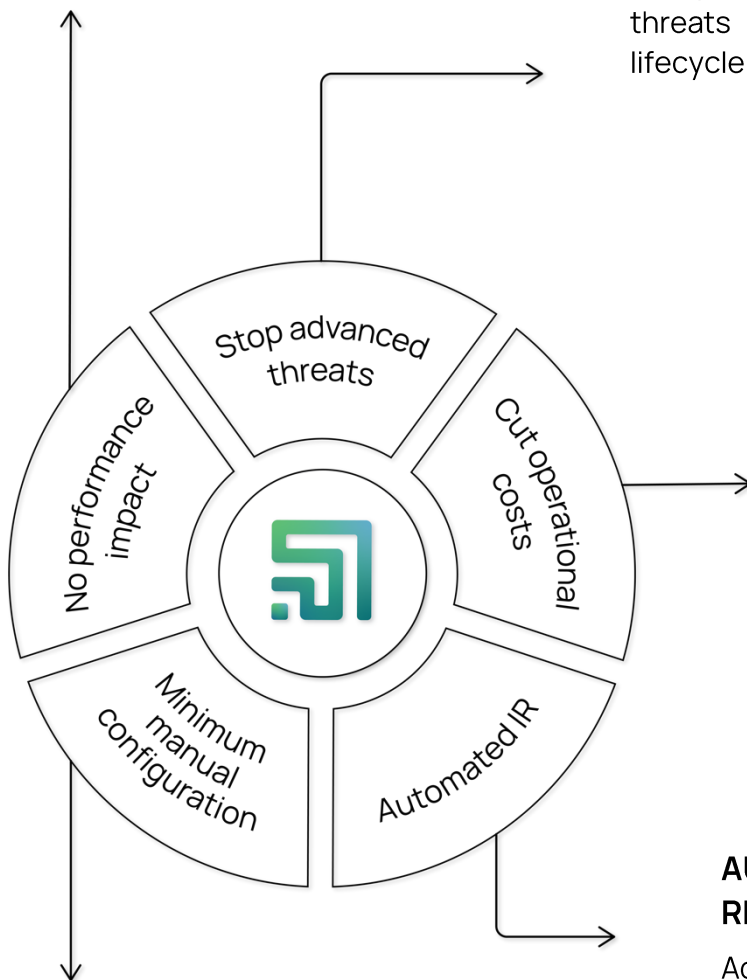 threats
lifecycle
Stop advanced
threats
No performance
impact
Cut operational
costs
Minimum
manual
configuration
Automated IR